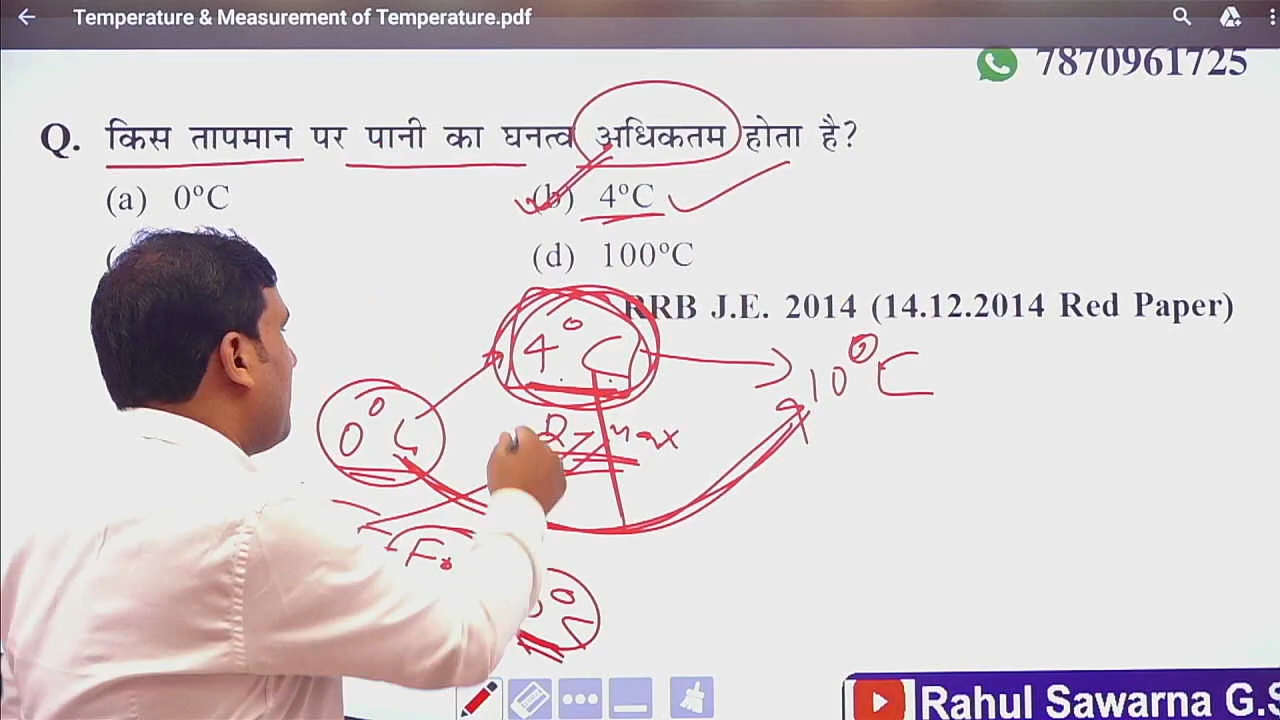 Temperature & Measurement of Temperature.pdf
7870961725
Q. किस तापमान पर पानी का घनत्व अधिकतम होता है?
(a) 0°C
(b) 4°C
(d) 100°C
RRB J.E. 2014 (14.12.2014 Red Paper)
4°C
10°C
0°C
max
Rahul Sawarna G.S